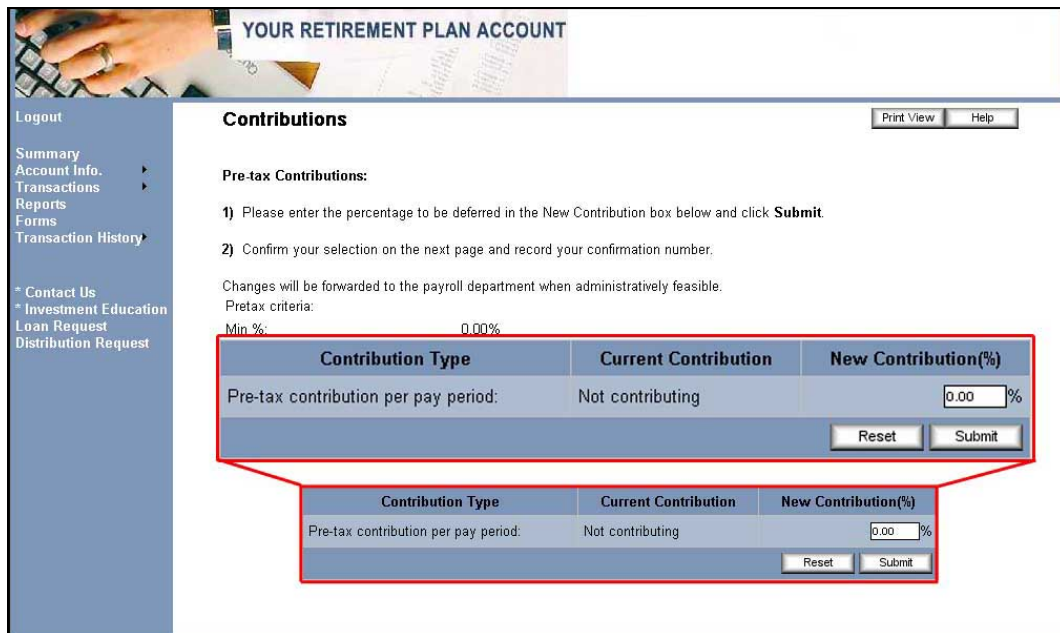 YOUR RETIREMENT PLAN ACCOUNT
Logout
Summary
Account Info.
Transactions
Reports
Forms
Transaction History
* Contact Us
* Investment Education
Loan Request
Distribution Request
Contributions
Print View Help
Pre-tax Contributions:
1) Please enter the percentage to be deferred in the New Contribution box below and click Submit.
2) Confirm your selection on the next page and record your confirmation number.
Changes will be forwarded to the payroll department when administratively feasible.
Pretax criteria:
Min %: 0.00%
Contribution Type Current Contribution New Contribution(%)
Pre-tax contribution per pay period: Not contributing 0.00 %
Reset Submit
Contribution Type Current Contribution New Contribution(%)
Pre-tax contribution per pay period: Not contributing 0.00 %
Reset Submit